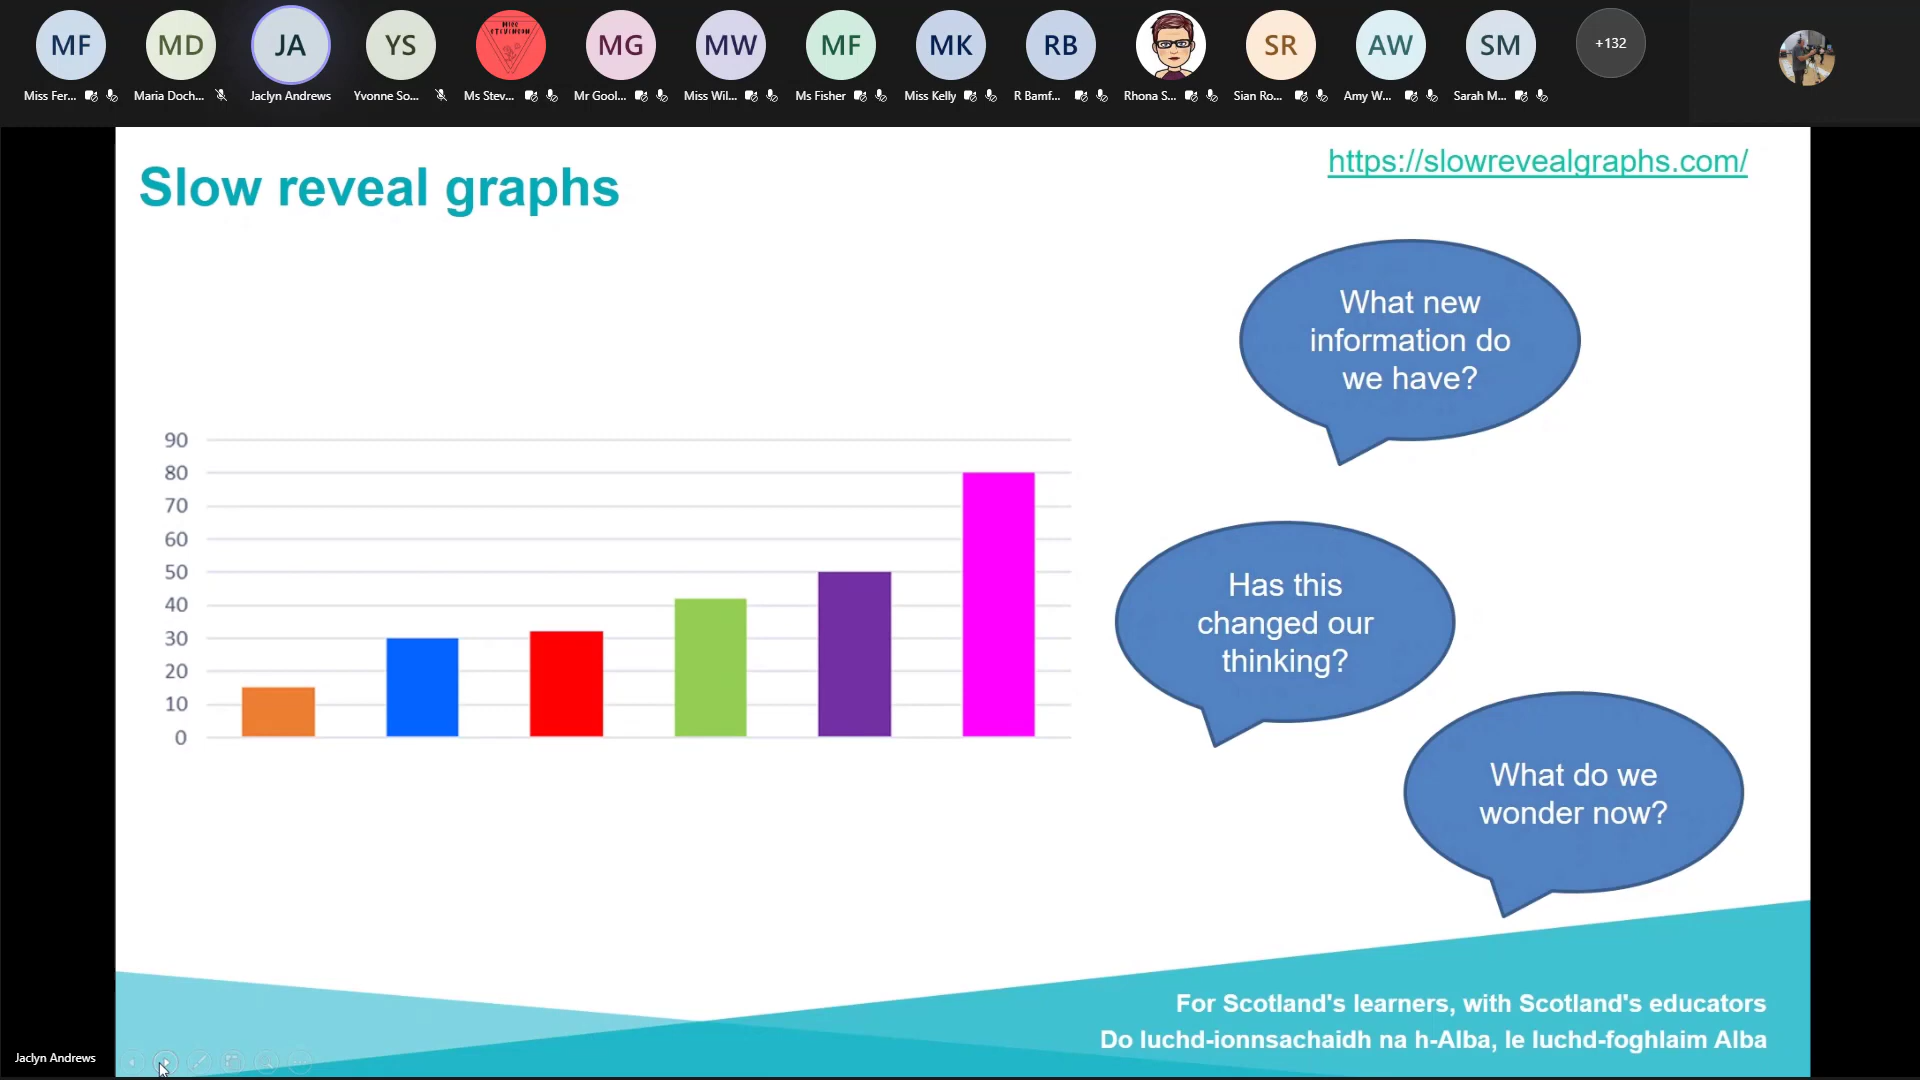 MF
MD
JA
YS
MISS
STEVENSON
MG
MW
MF
MK
RB
SR
AW
SM
+132
Miss Fer...
Maria Doch...
Jaclyn Andrews
Yvonne So...
Ms Stev...
Mr Gool...
Miss Wil...
Ms Fisher
Miss Kelly
R Bamf...
Rhona S...
Sian Ro...
Amy W...
Sarah M...
Slow reveal graphs
https://slowrevealgraphs.com/
What new
information do
we have?
90
80
70
60
50
40
30
20
10
0
Has this
changed our
thinking?
What do we
wonder now?
For Scotland's learners, with Scotland's educators
Do luchd-ionnsachaidh na h-Alba, le luchd-foghlaim Alba
Jaclyn Andrews